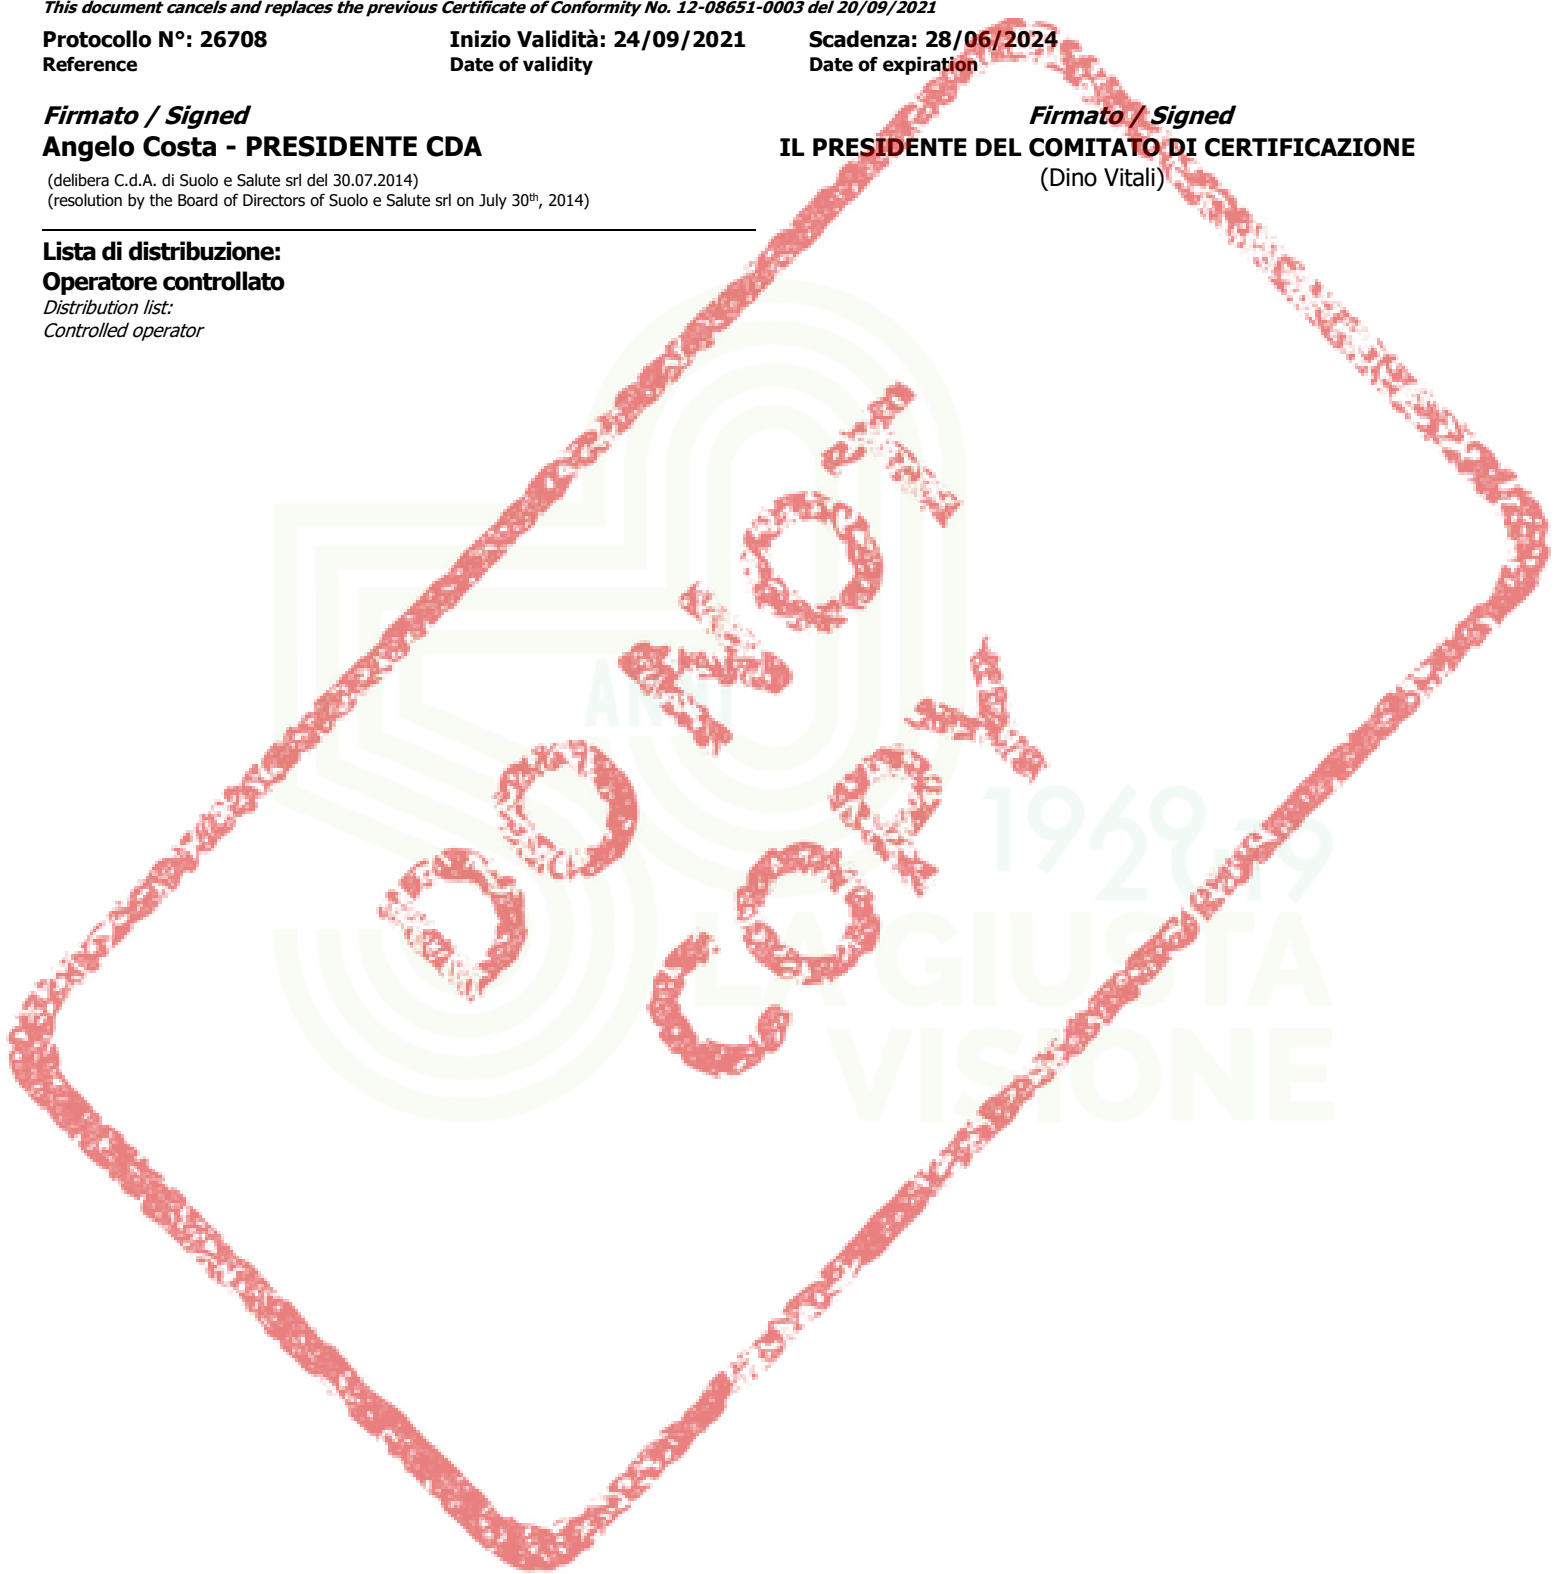 This document cancels and replaces the previous Certificate of Conformity No. 12-08651-0003 del 20/09/2021
Protocollo N°: 26708 Inizio Validità: 24/09/2021 Scadenza: 28/06/2024
Reference Date of validity Date of expiration
Firmato / Signed Firmato / Signed
Angelo Costa - PRESIDENTE CDA IL PRESIDENTE DEL COMITATO DI CERTIFICAZIONE
(delibera C.d.A. di Suolo e Salute srl del 30.07.2014) (Dino Vitali)
(resolution by the Board of Directors of Suolo e Salute srl on July 30th, 2014)
Lista di distribuzione:
Operatore controllato
Distribution list:
Controlled operator
DO NOT
COPY
50
ANNI
1969
2019
LA GIUSTA
VISIONE